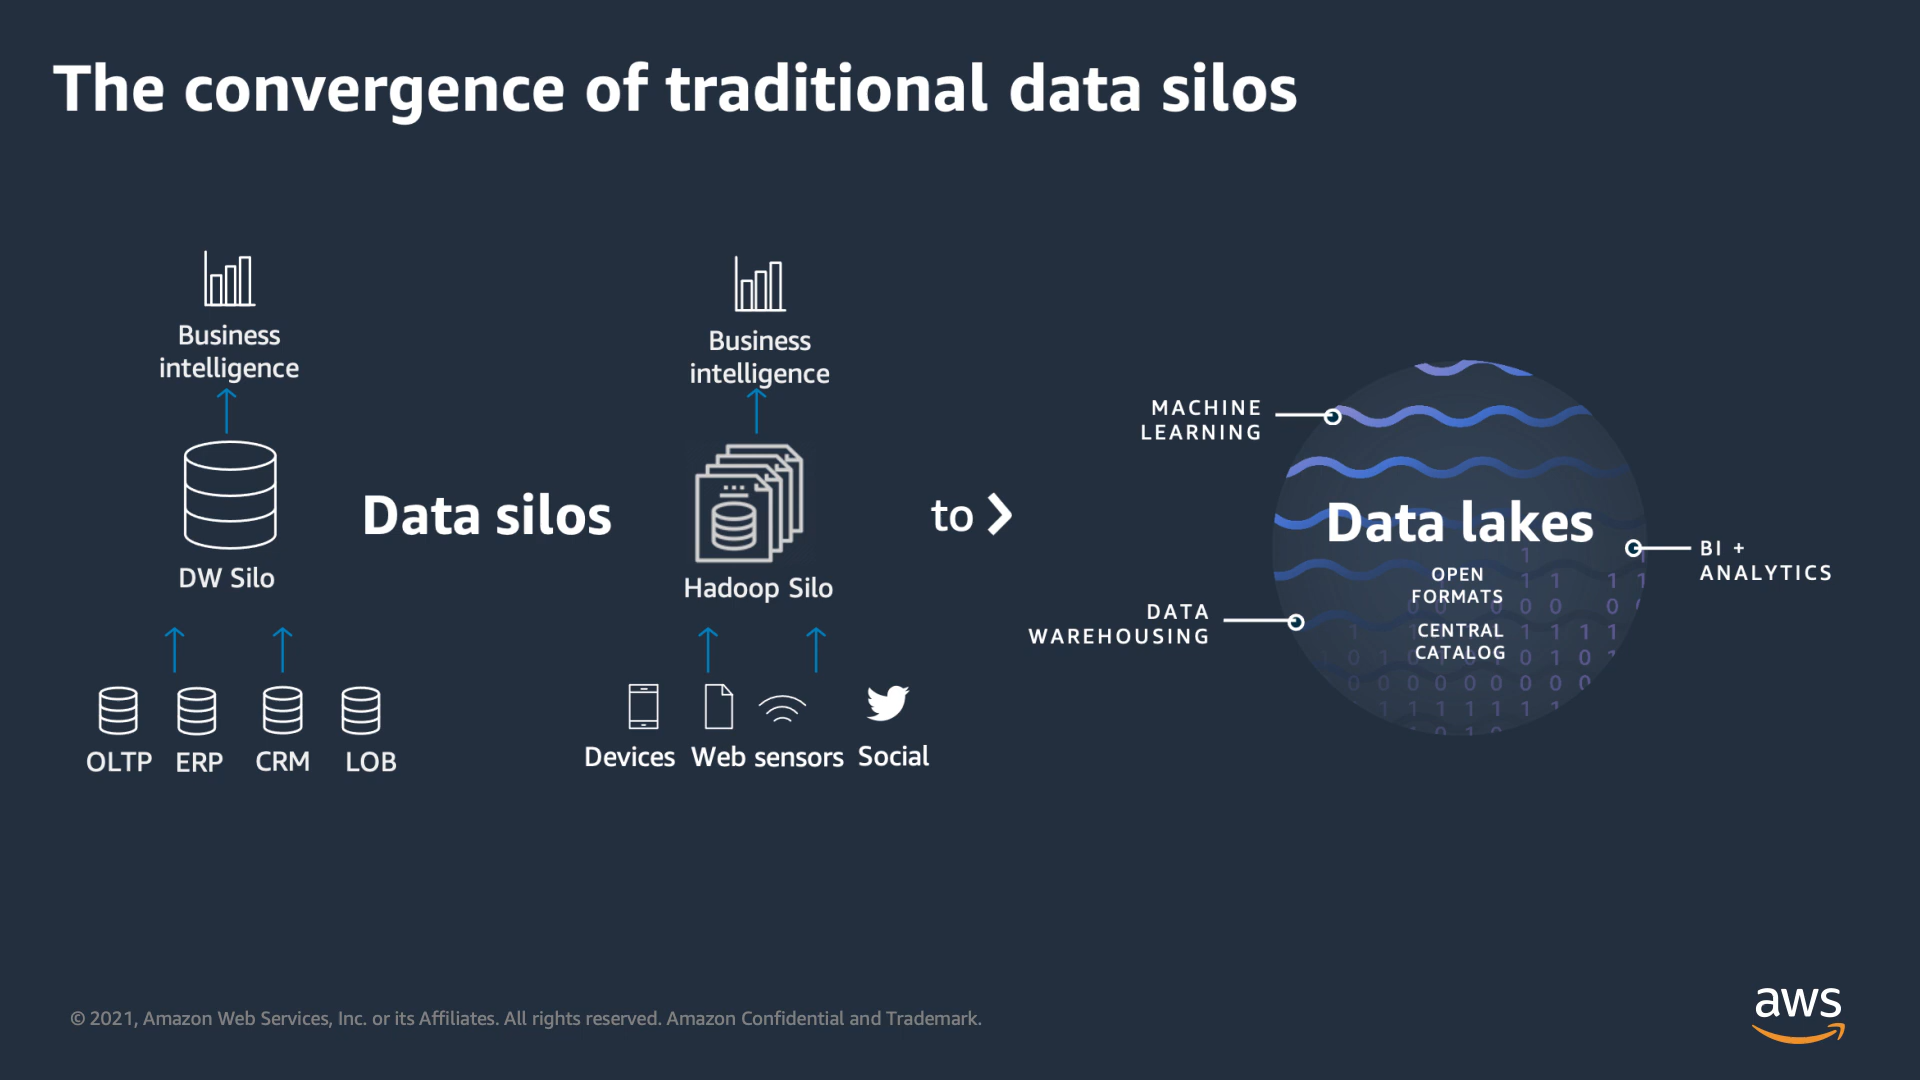 The convergence of traditional data silos
Business
intelligence
DW Silo
OLTP ERP CRM LOB
Data silos
Business
intelligence
Hadoop Silo
Devices Web sensors Social
to
MACHINE
LEARNING
DATA
WAREHOUSING
Data lakes
OPEN
FORMATS
CENTRAL
CATALOG
BI +
ANALYTICS
© 2021, Amazon Web Services, Inc. or its Affiliates. All rights reserved. Amazon Confidential and Trademark.
aws